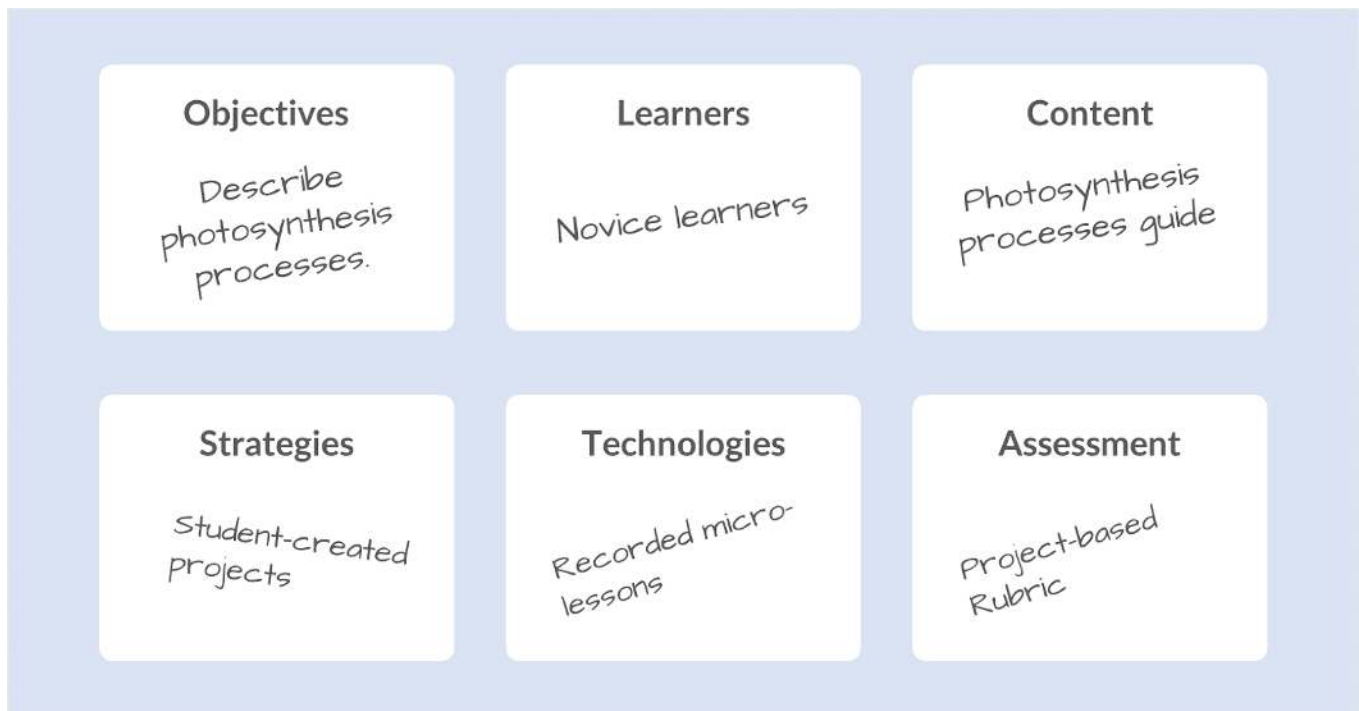 Objectives
Describe
photosynthesis
processes.
Learners
Novice learners
Content
Photosynthesis
processes guide
Strategies
Student-created
projects
Technologies
Recorded micro-
lessons
Assessment
Project-based
Rubric